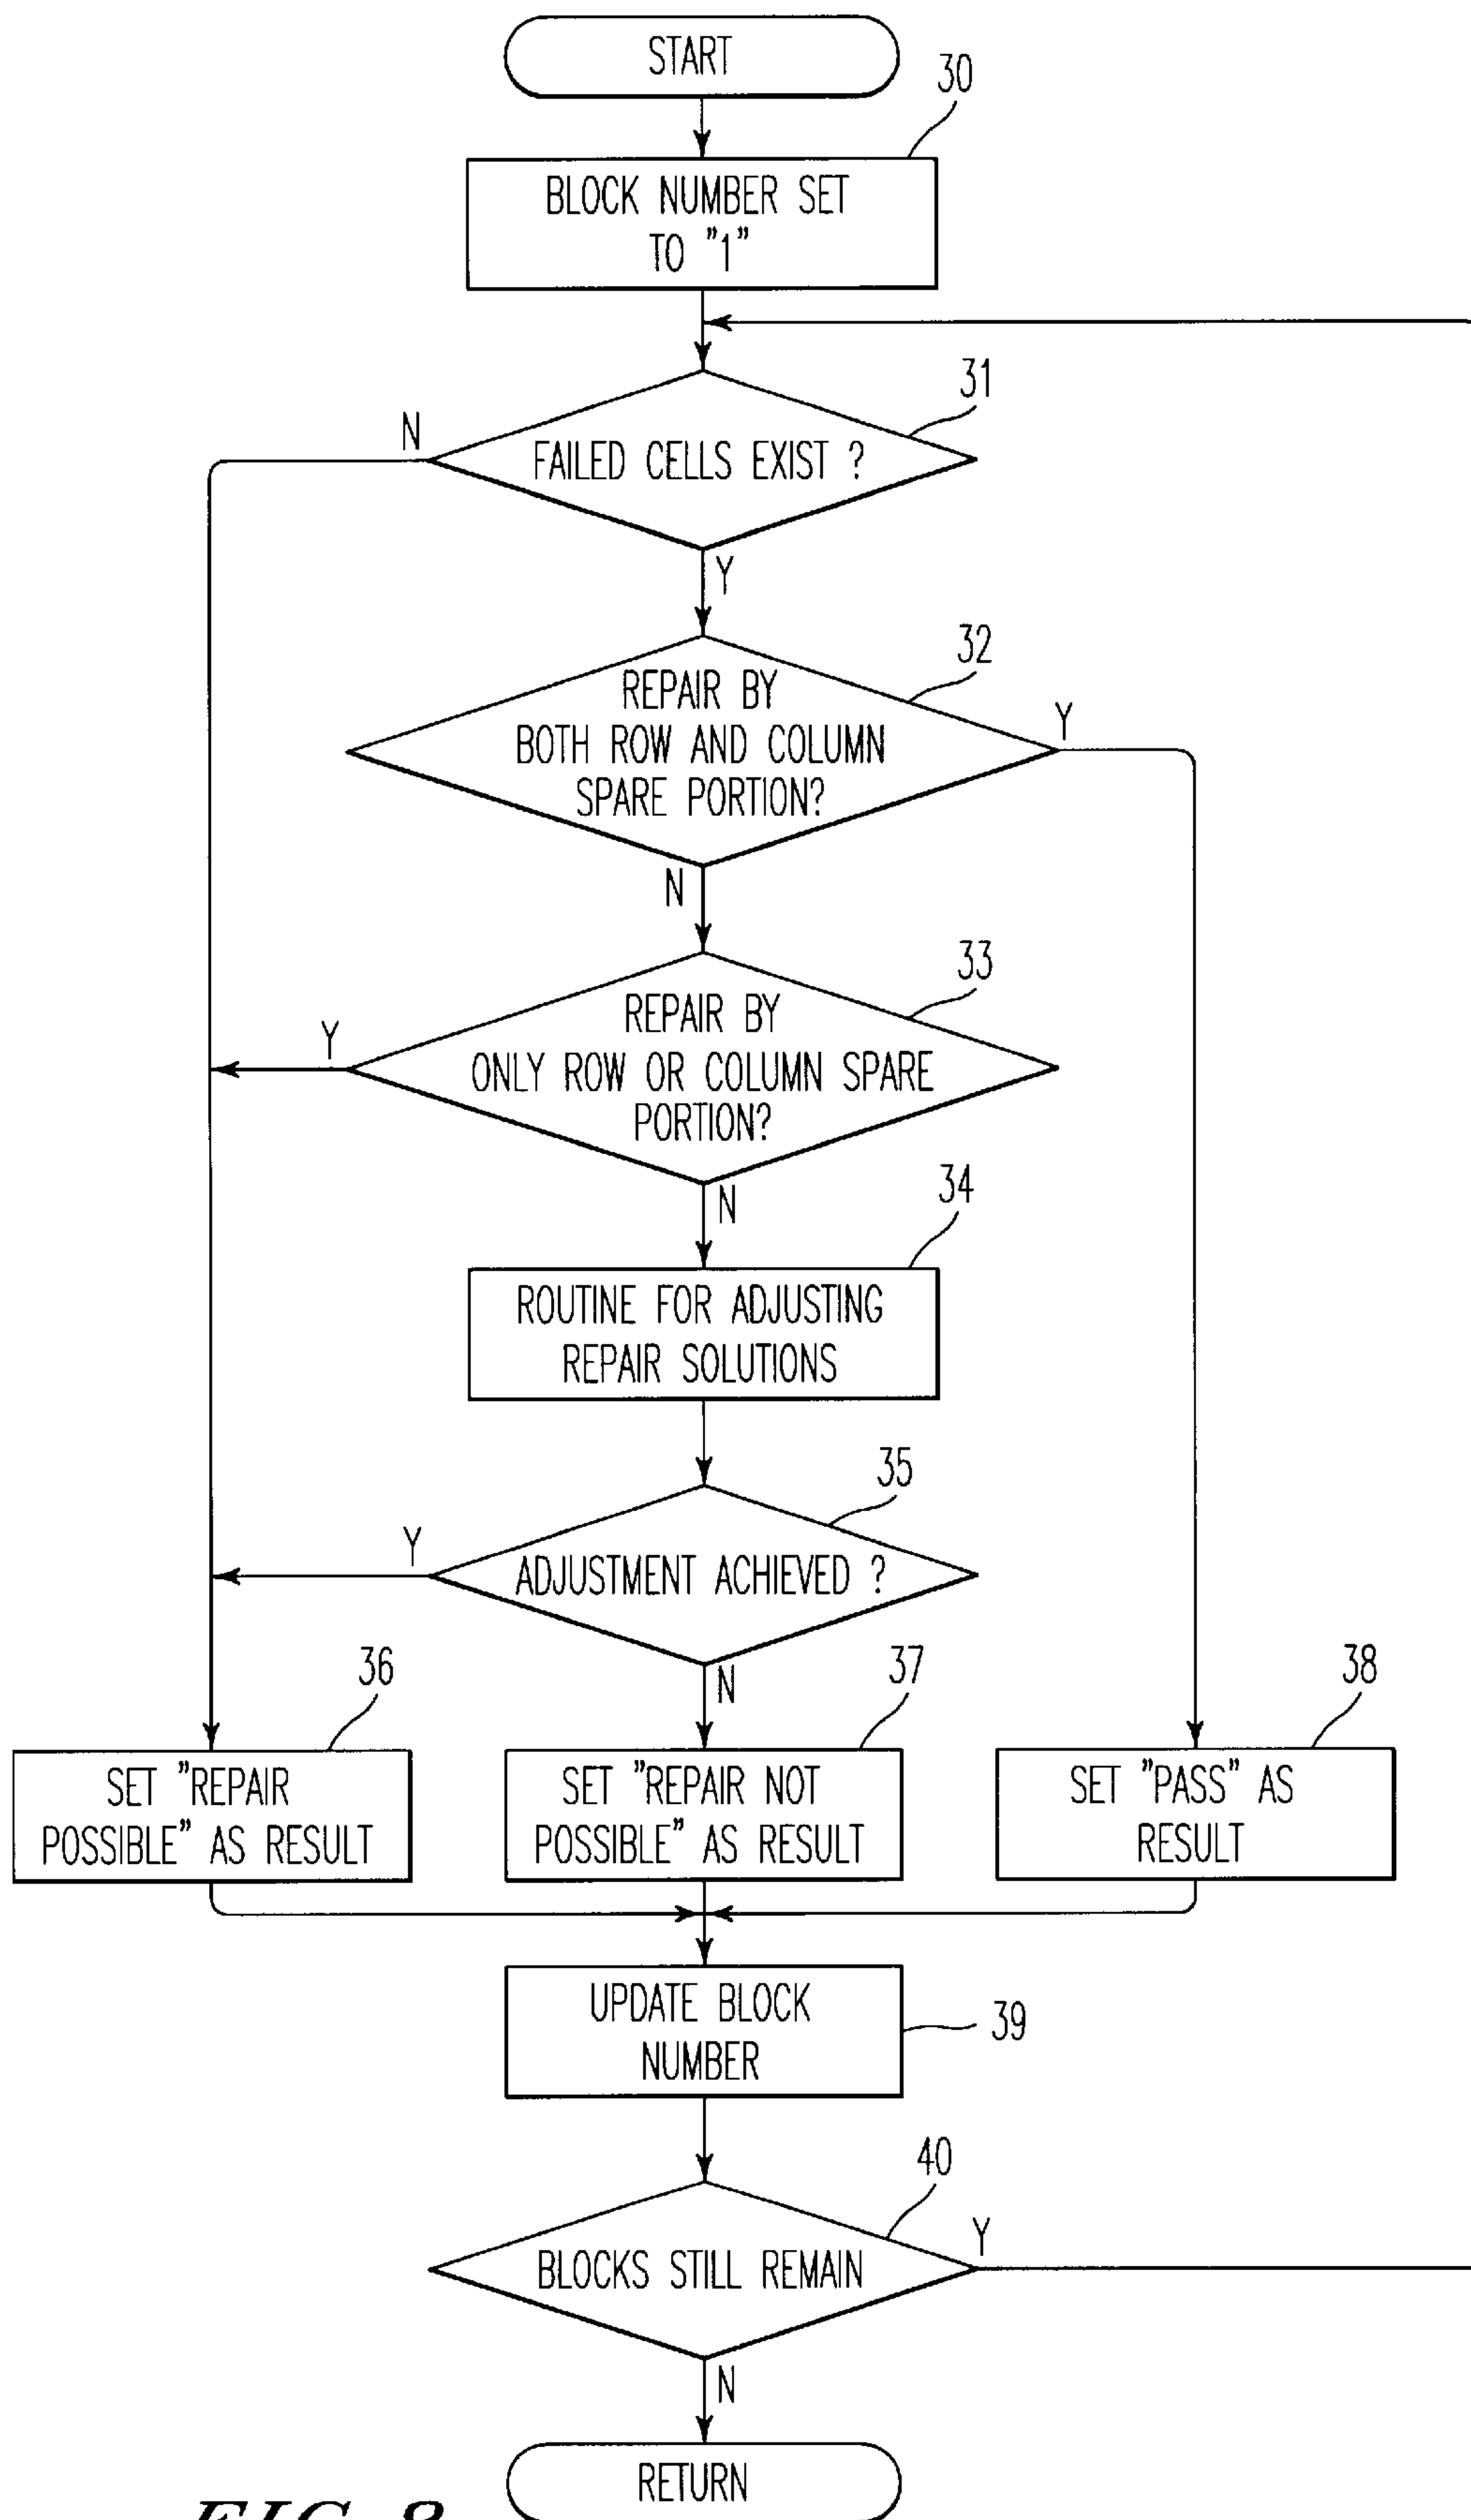 START
30
BLOCK NUMBER SET
TO "1"
31
N
FAILED CELLS EXIST ?
Y
32
REPAIR BY
BOTH ROW AND COLUMN
SPARE PORTION?
Y
N
33
REPAIR BY
ONLY ROW OR COLUMN SPARE
PORTION?
Y
N
34
ROUTINE FOR ADJUSTING
REPAIR SOLUTIONS
35
Y
ADJUSTMENT ACHIEVED ?
N
36
37
38
SET "REPAIR
POSSIBLE" AS RESULT
SET "REPAIR NOT
POSSIBLE" AS RESULT
SET "PASS" AS
RESULT
UPDATE BLOCK
NUMBER
39
40
BLOCKS STILL REMAIN
Y
N
RETURN